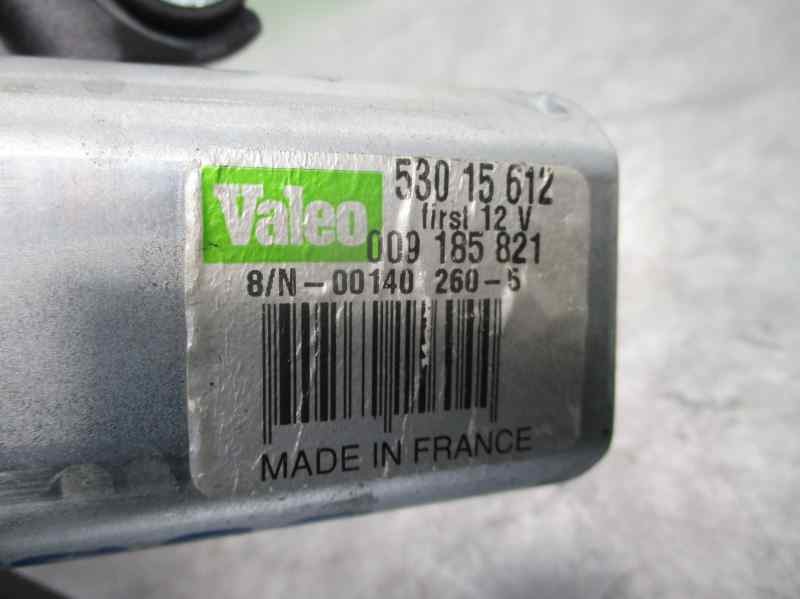 Valeo
530 15 612
first 12 V
009 185 821
8/N-00140 260-5
MADE IN FRANCE